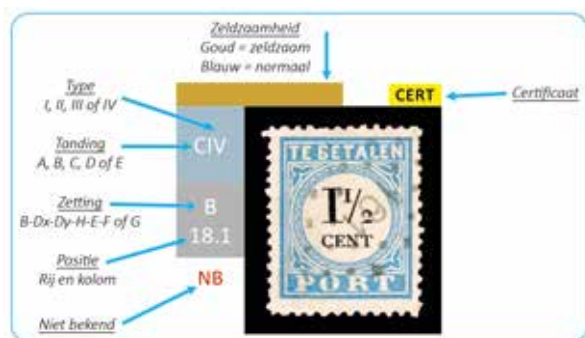 Zeldzaamheid
Goud = zeldzaam
Blauw = normaal
Type
I, II, III of IV
CERT
Certificaat
Tanding
A, B, C, D of E
CIV
TE BETALEN
Zetting
B-Dx-Dy-H-E-F of G
B
18.1
1 1/2
CENT
Positie
Rij en kolom
PORT
NB
Niet bekend